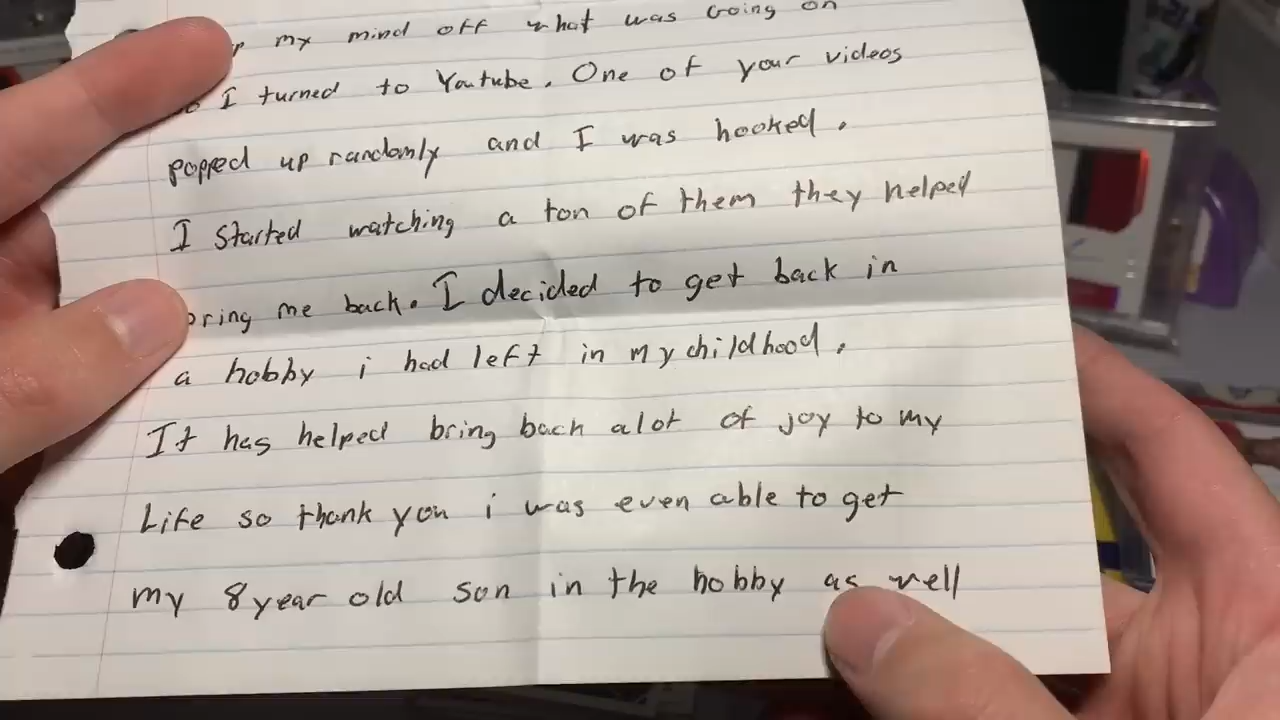 my mind off what was going on
I turned to Youtube. One of your videos
popped up randomly and I was hooked.
I started watching a ton of them they helped
bring me back. I decided to get back in
a hobby i had left in my childhood.
It has helped bring back alot of joy to my
Life so thank you i was even able to get
my 8 year old son in the hobby as well